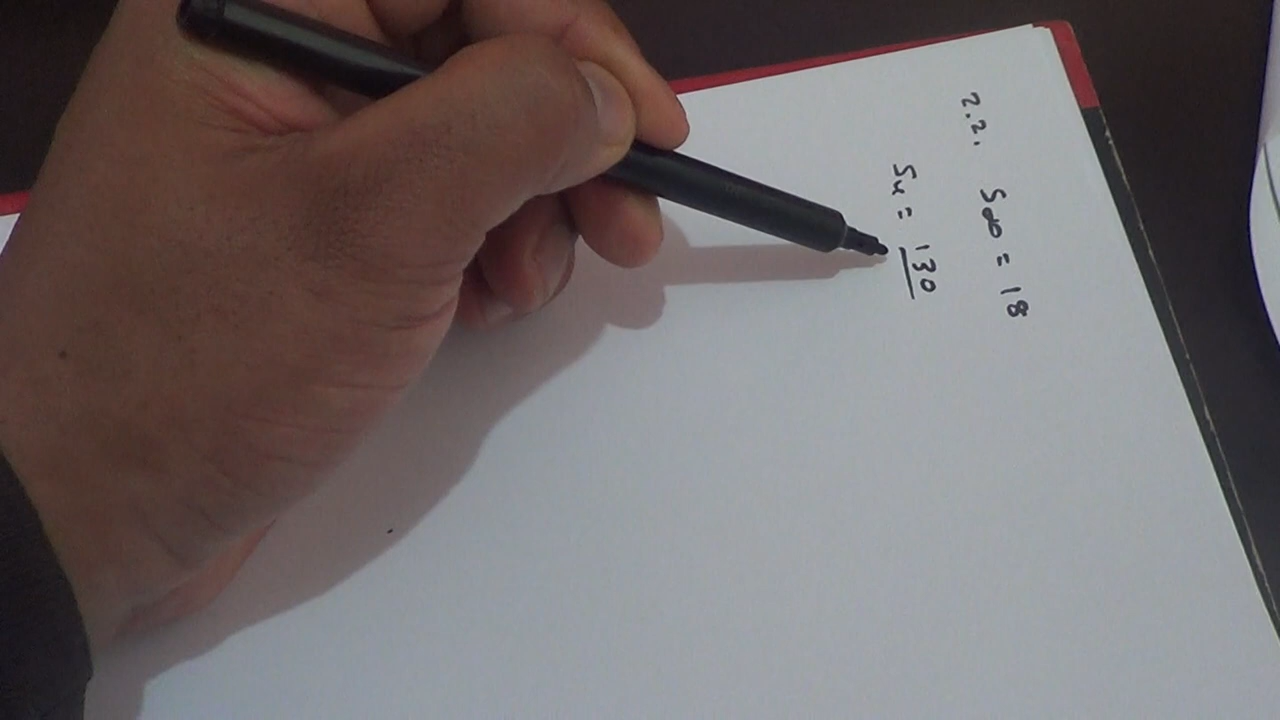 2.2. S∞ = 18
S4 = 130